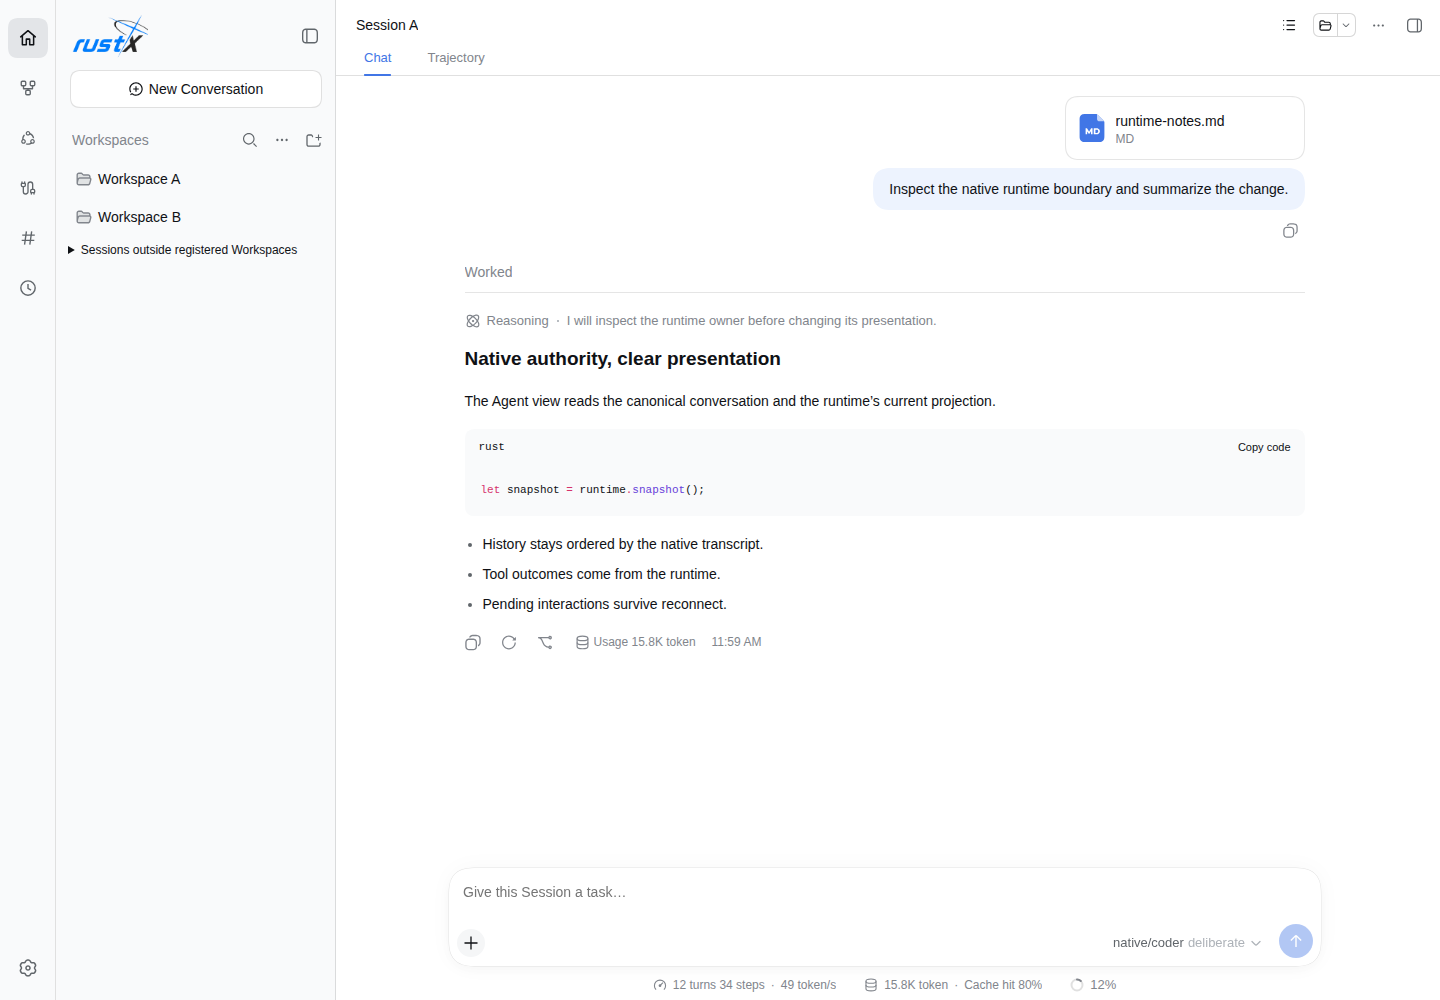 rustX
New Conversation
Workspaces
Workspace A
Workspace B
Sessions outside registered Workspaces
Session A
Chat
Trajectory
MD
runtime-notes.md
MD
Inspect the native runtime boundary and summarize the change.
Worked
Reasoning · I will inspect the runtime owner before changing its presentation.
Native authority, clear presentation
The Agent view reads the canonical conversation and the runtime’s current projection.
rust
Copy code
let snapshot = runtime.snapshot();
• History stays ordered by the native transcript.
• Tool outcomes come from the runtime.
• Pending interactions survive reconnect.
Usage 15.8K token
11:59 AM
Give this Session a task…
native/coder deliberate
12 turns 34 steps · 49 token/s
15.8K token · Cache hit 80%
12%